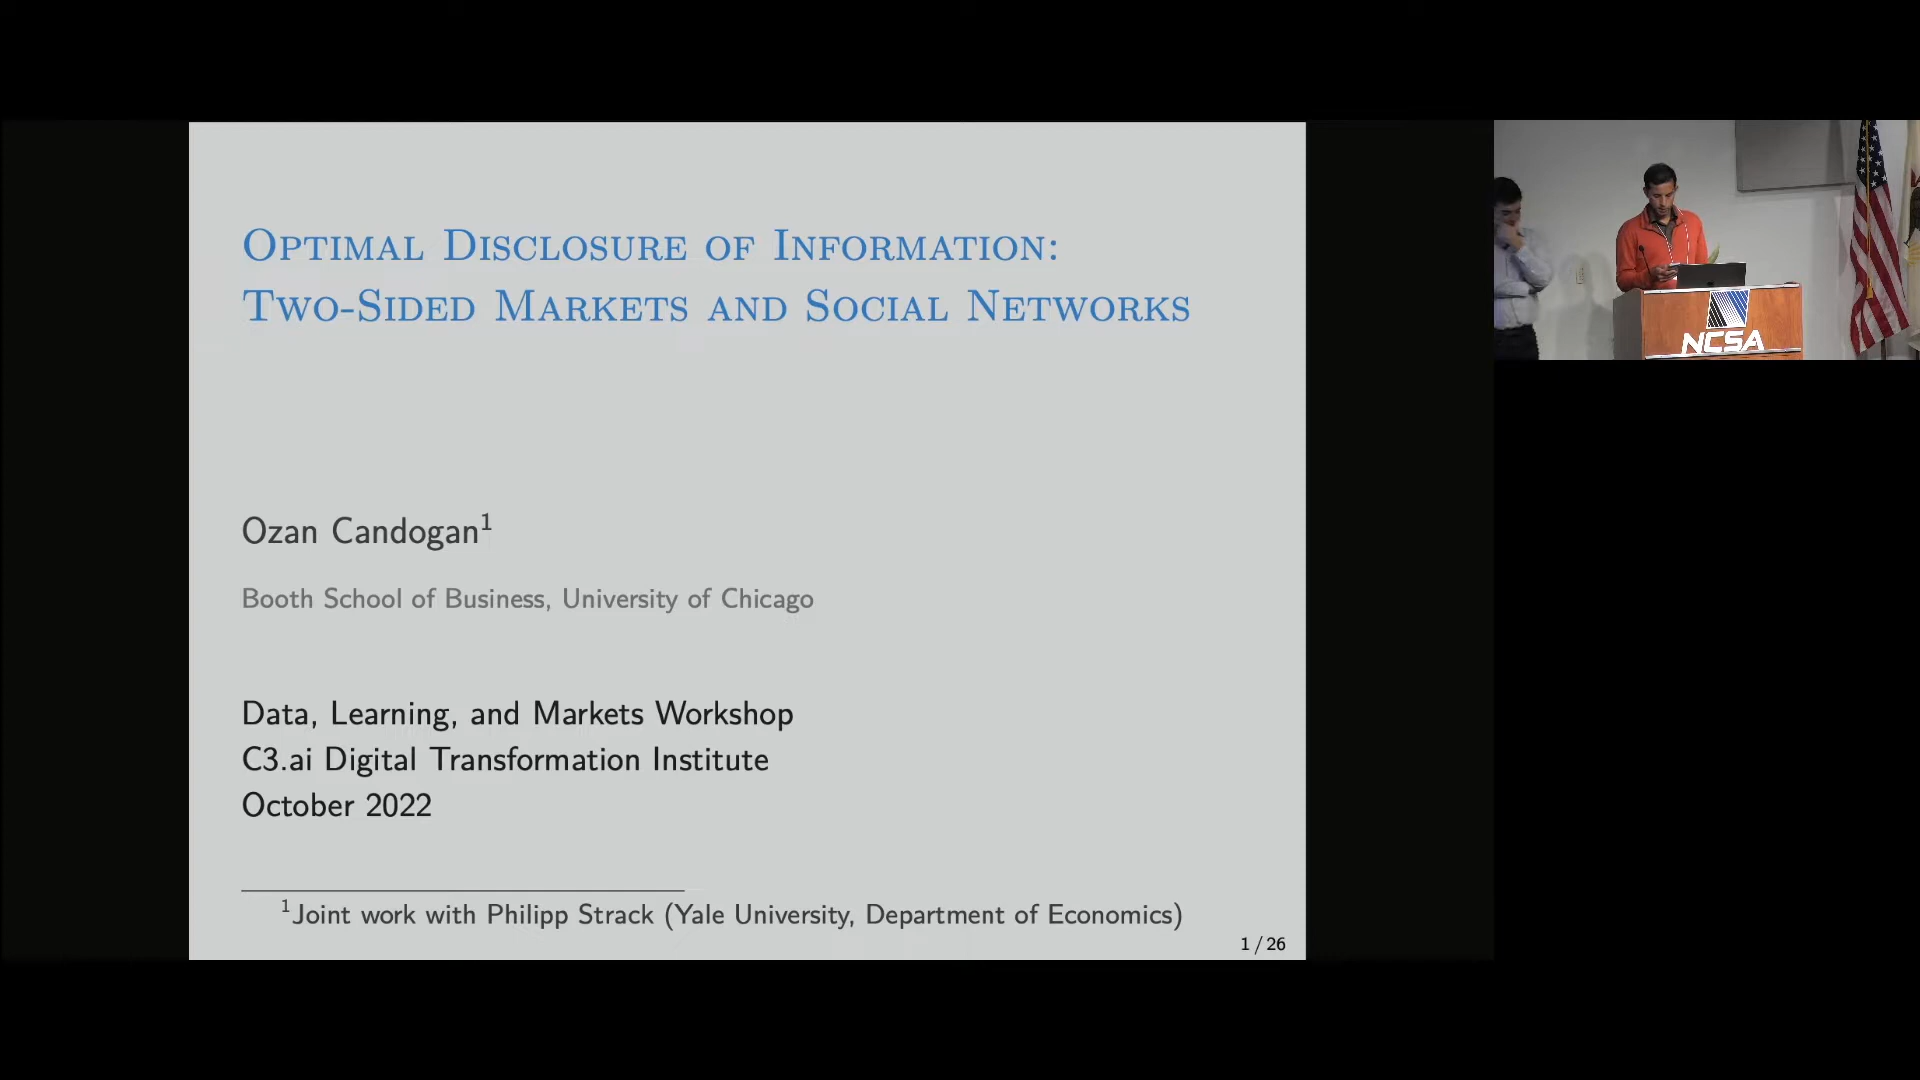 Optimal Disclosure of Information:
Two-Sided Markets and Social Networks
Ozan Candogan¹
Booth School of Business, University of Chicago
Data, Learning, and Markets Workshop
C3.ai Digital Transformation Institute
October 2022
¹Joint work with Philipp Strack (Yale University, Department of Economics)
1 / 26
NCSA